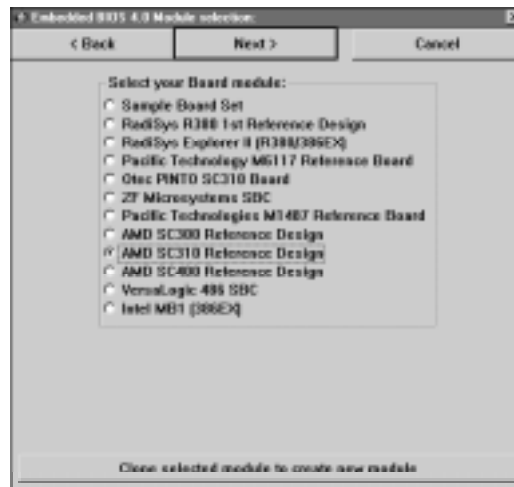 Embedded BIOS 4.0 Module selection:
< Back
Next >
Cancel
Select your Board module:
Sample Board Set
RadiSys R380 1st Reference Design
RadiSys Explorer II (R380/386EX)
Pacific Technology M6117 Reference Board
Otec PINTO SC310 Board
ZF Microsystems SBC
Pacific Technologies M1487 Reference Board
AMD SC300 Reference Design
AMD SC310 Reference Design
AMD SC400 Reference Design
VersaLogic 486 SBC
Intel MB1 (386EX)
Clone selected module to create new module